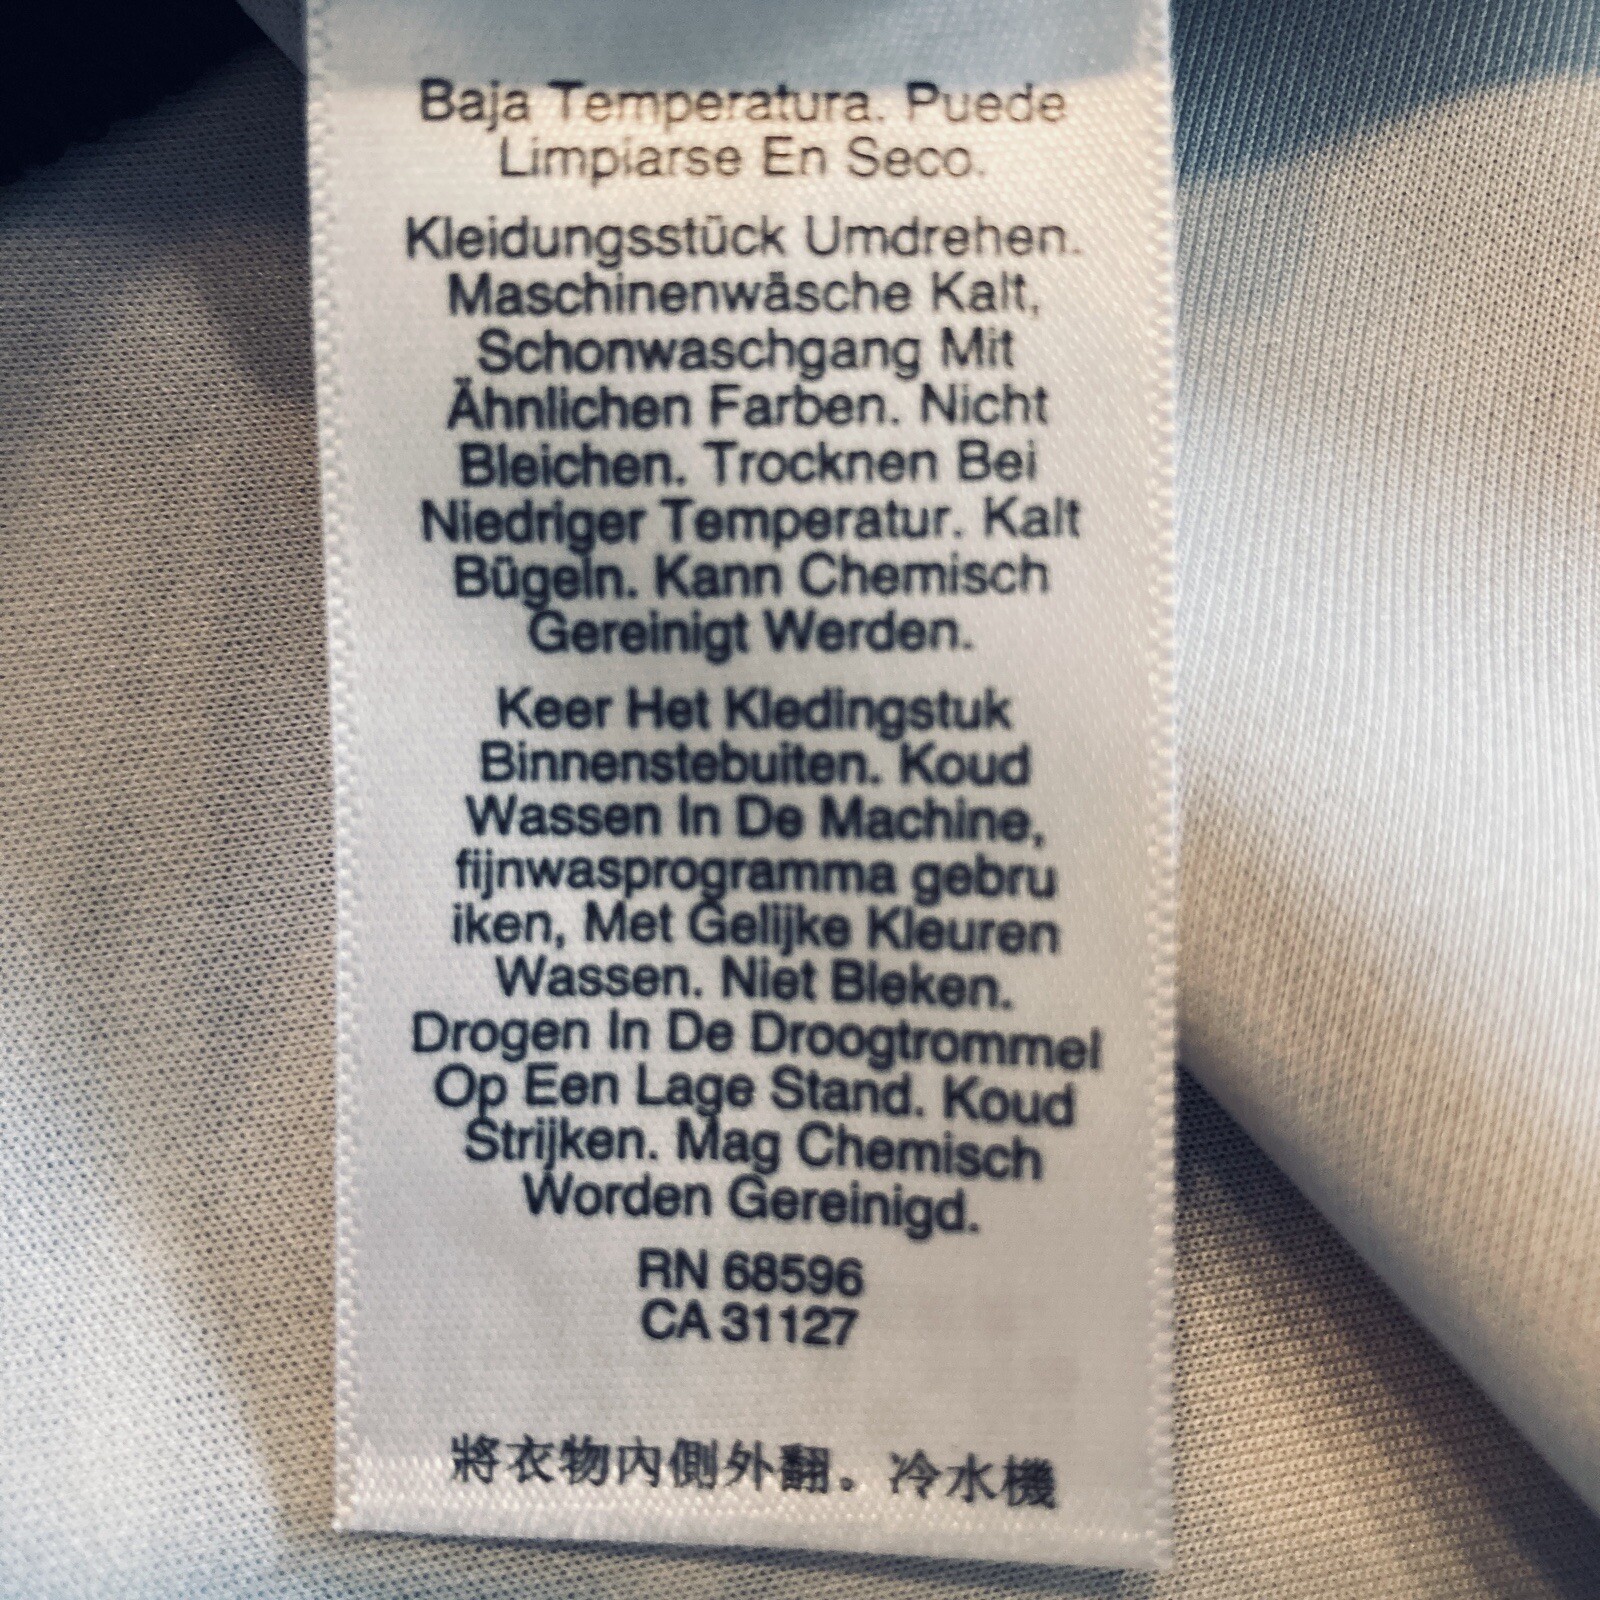 Baja Temperatura. Puede
Limpiarse En Seco.
Kleidungsstück Umdrehen.
Maschinenwäsche Kalt,
Schonwaschgang Mit
Ähnlichen Farben. Nicht
Bleichen. Trocknen Bei
Niedriger Temperatur. Kalt
Bügeln. Kann Chemisch
Gereinigt Werden.
Keer Het Kledingstuk
Binnenstebuiten. Koud
Wassen In De Machine,
fijnwasprogramma gebru
iken, Met Gelijke Kleuren
Wassen. Niet Bleken.
Drogen In De Droogtrommel
Op Een Lage Stand. Koud
Strijken. Mag Chemisch
Worden Gereinigd.
RN 68596
CA 31127
將衣物內側外翻。冷水機